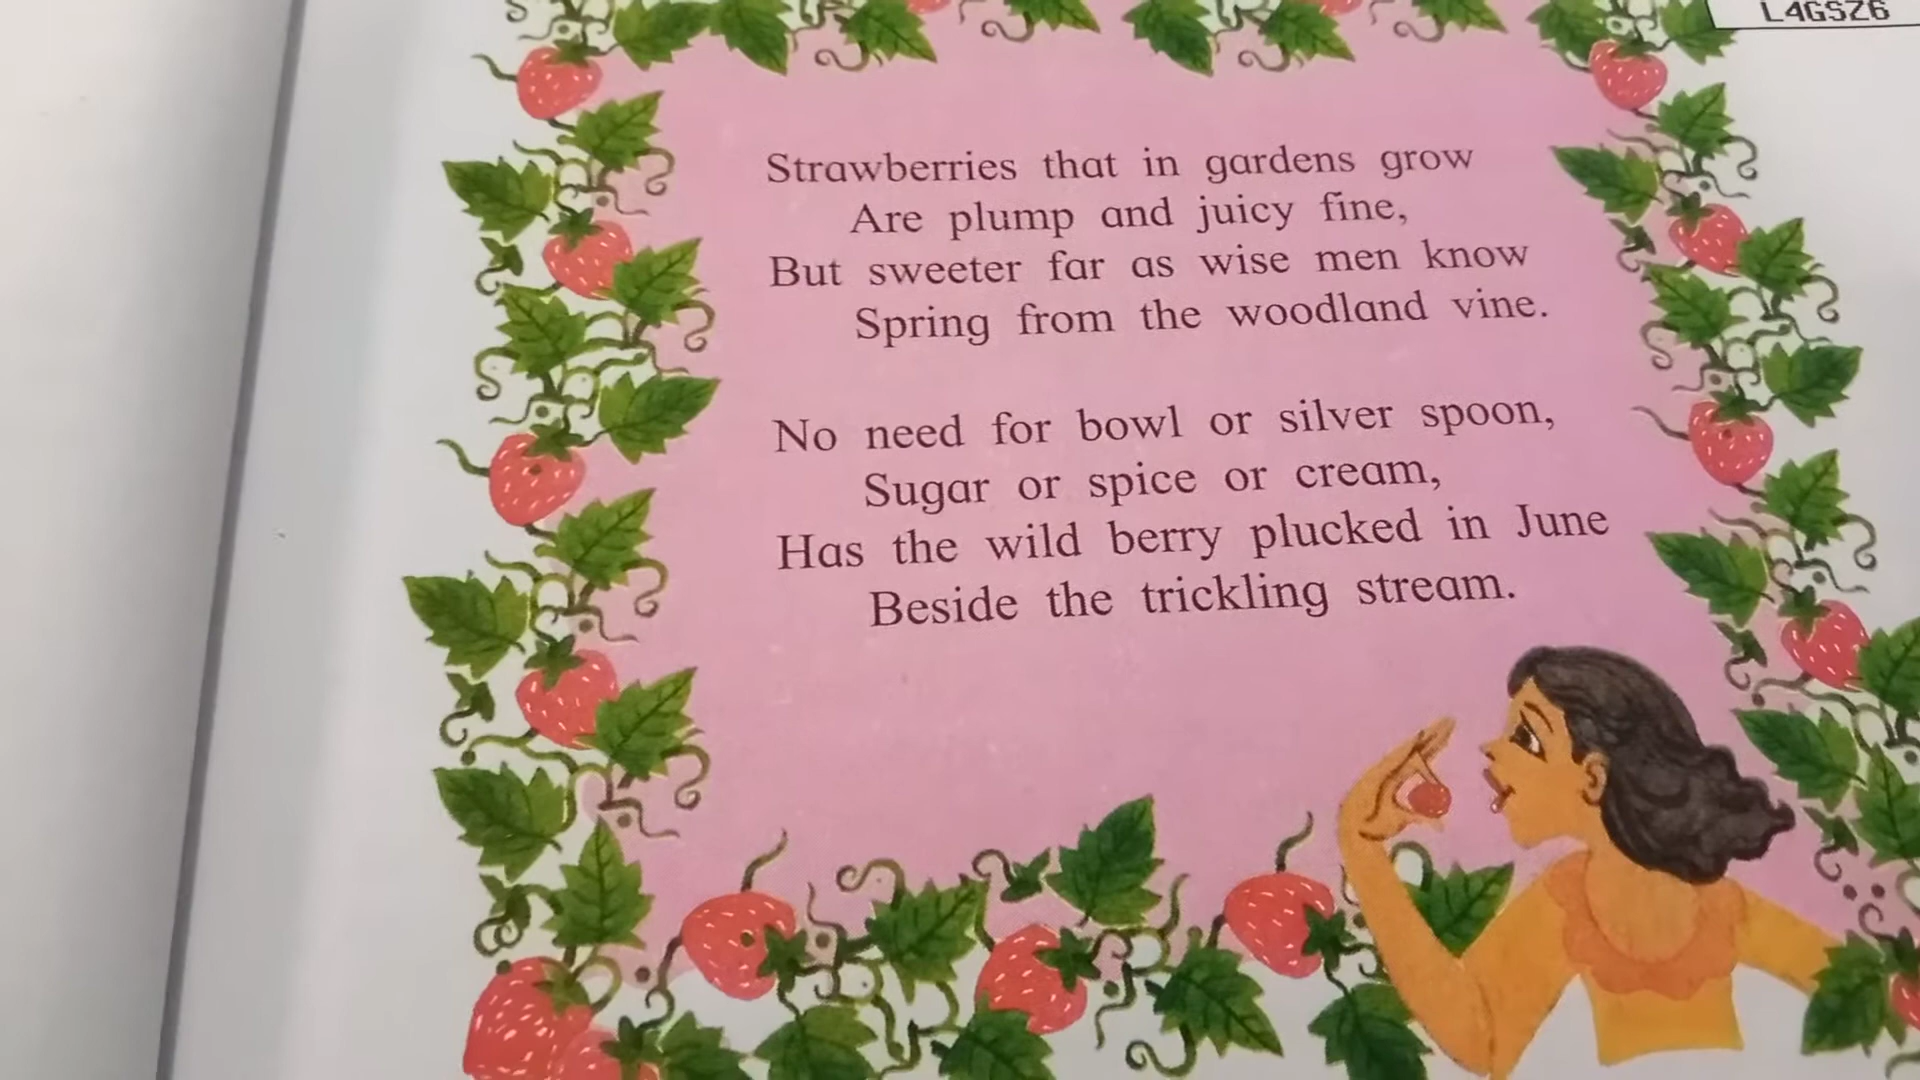 L4GSZ6
Strawberries that in gardens grow
Are plump and juicy fine,
But sweeter far as wise men know
Spring from the woodland vine.
No need for bowl or silver spoon,
Sugar or spice or cream,
Has the wild berry plucked in June
Beside the trickling stream.